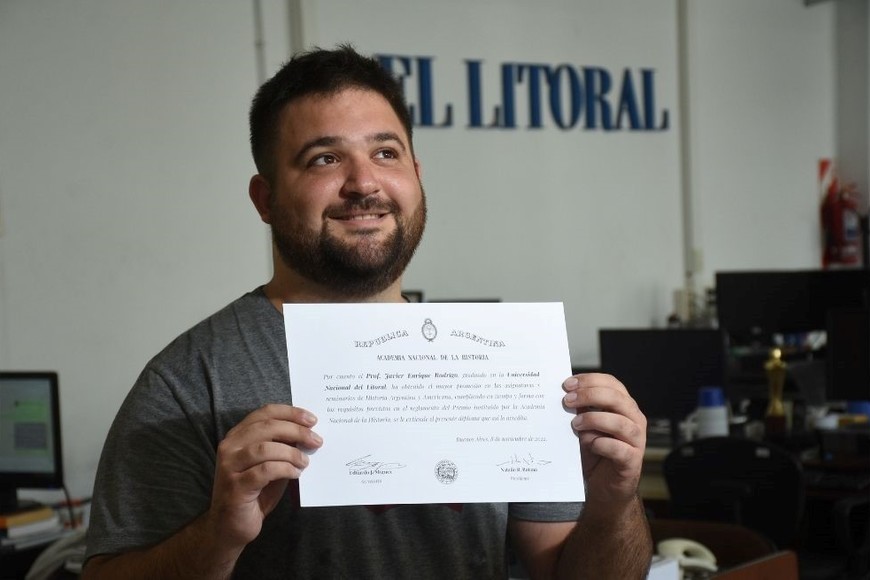 EL LITORAL
REPÚBLICA ARGENTINA
ACADEMIA NACIONAL DE LA HISTORIA
Por cuanto el Prof. Javier Enrique Rodrigo, graduado en la Universidad
Nacional del Litoral, ha obtenido el mayor promedio en las asignaturas y
seminarios de Historia Argentina y Americana, cumpliendo en tiempo y forma con
los requisitos previstos en el reglamento del Premio instituido por la Academia
Nacional de la Historia, se le extiende el presente diploma que así lo acredita.
Buenos Aires, 8 de noviembre de 2022